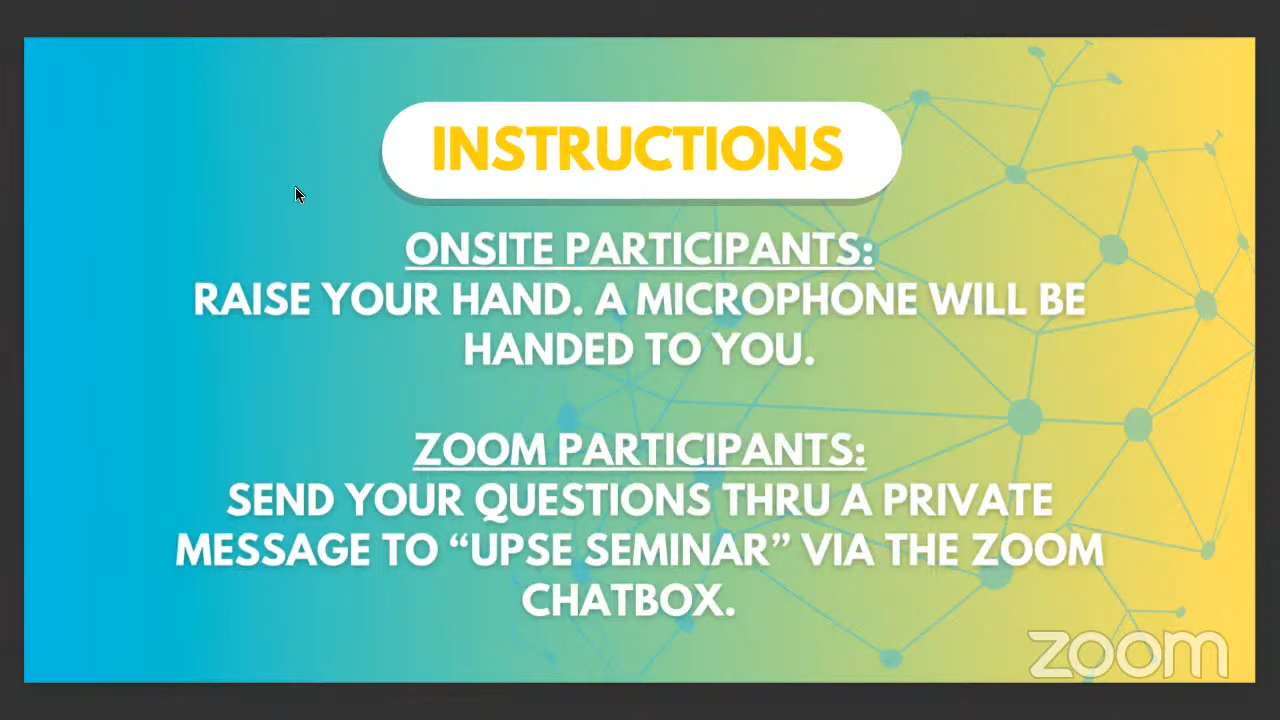 INSTRUCTIONS
ONSITE PARTICIPANTS:
RAISE YOUR HAND. A MICROPHONE WILL BE
HANDED TO YOU.
ZOOM PARTICIPANTS:
SEND YOUR QUESTIONS THRU A PRIVATE
MESSAGE TO “UPSE SEMINAR” VIA THE ZOOM
CHATBOX.
zoom